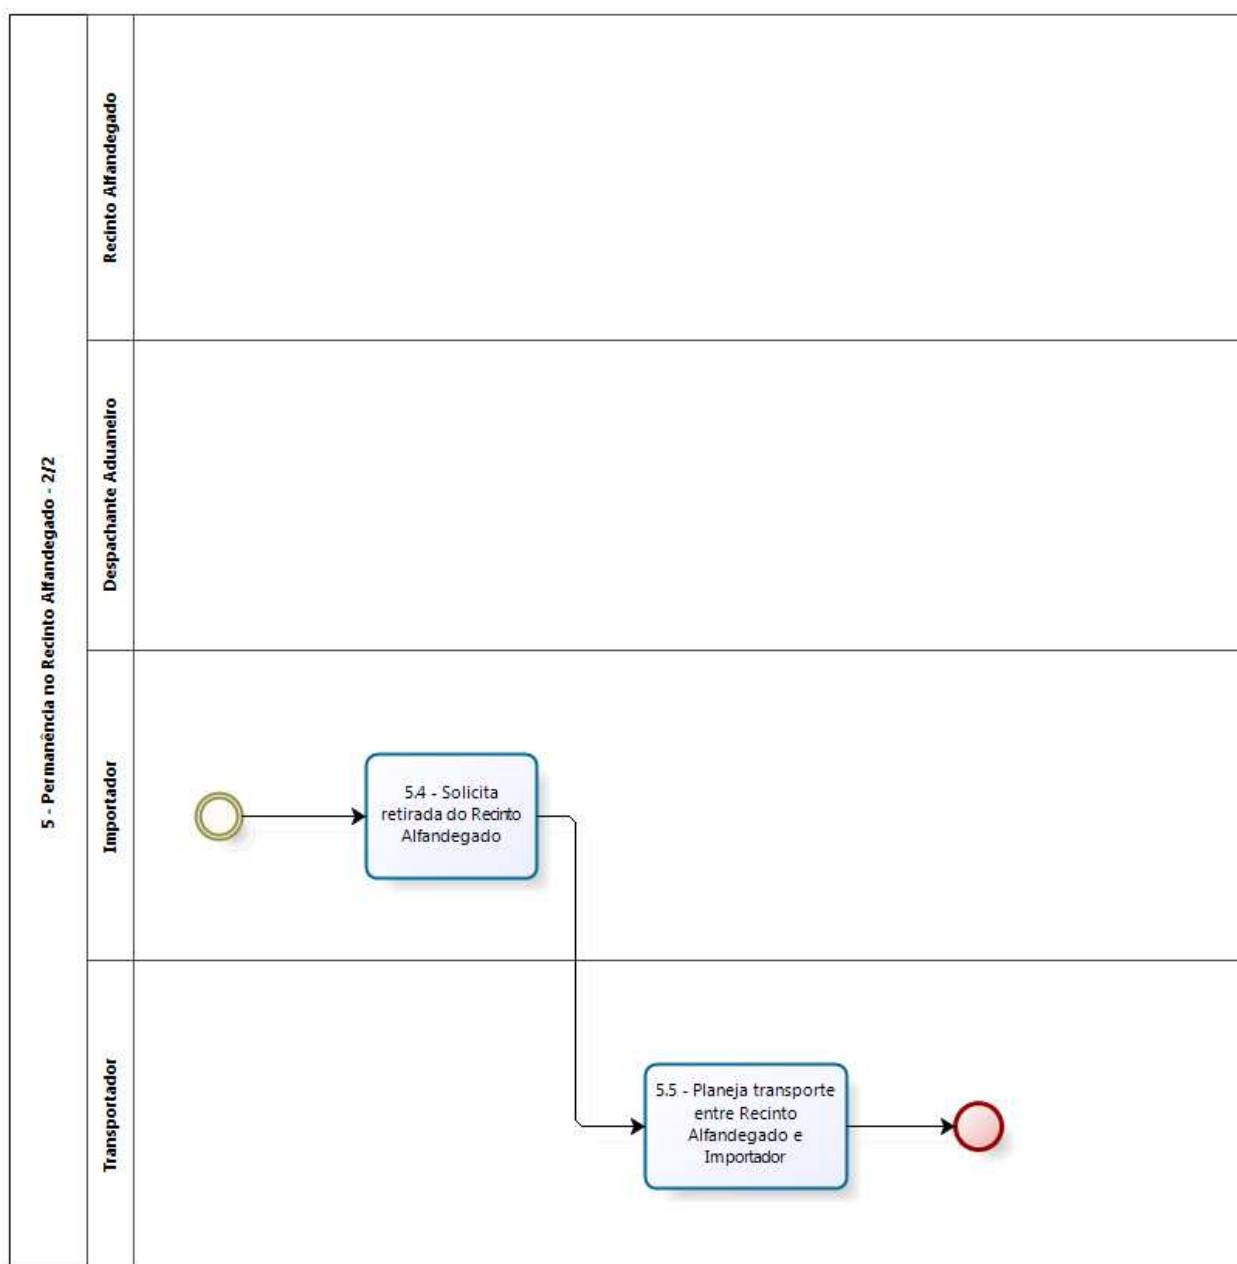 5 - Permanência no Recinto Alfandegado - 2/2
Recinto Alfandegado
Despachante Aduaneiro
Importador
5.4 - Solicita
retirada do Recinto
Alfandegado
Transportador
5.5 - Planeja transporte
entre Recinto
Alfandegado e
Importador